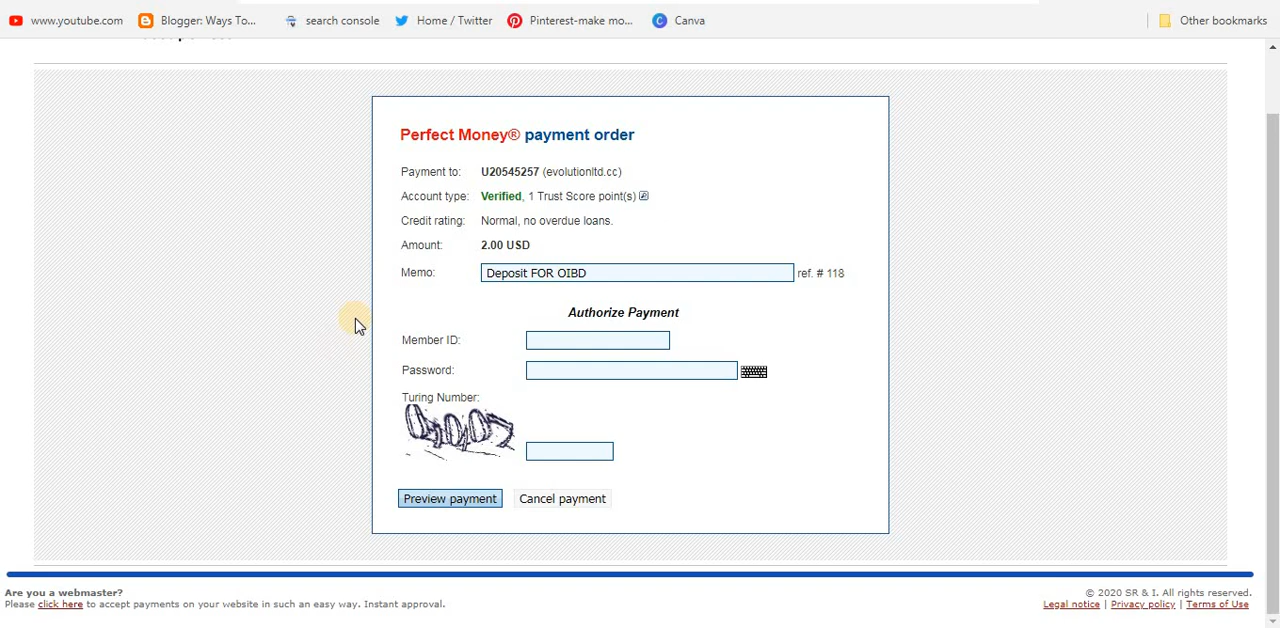 www.youtube.com Blogger: Ways To... search console Home / Twitter Pinterest-make mo... Canva Other bookmarks
Perfect Money® payment order
Payment to: U20545257 (evolutionltd.cc)
Account type: Verified, 1 Trust Score point(s)
Credit rating: Normal, no overdue loans.
Amount: 2.00 USD
Memo: Deposit FOR OIBD ref. # 118
Authorize Payment
Member ID:
Password:
Turing Number:
Preview payment Cancel payment
Are you a webmaster?
Please click here to accept payments on your website in such an easy way. Instant approval.
© 2020 SR & I. All rights reserved.
Legal notice | Privacy policy | Terms of Use